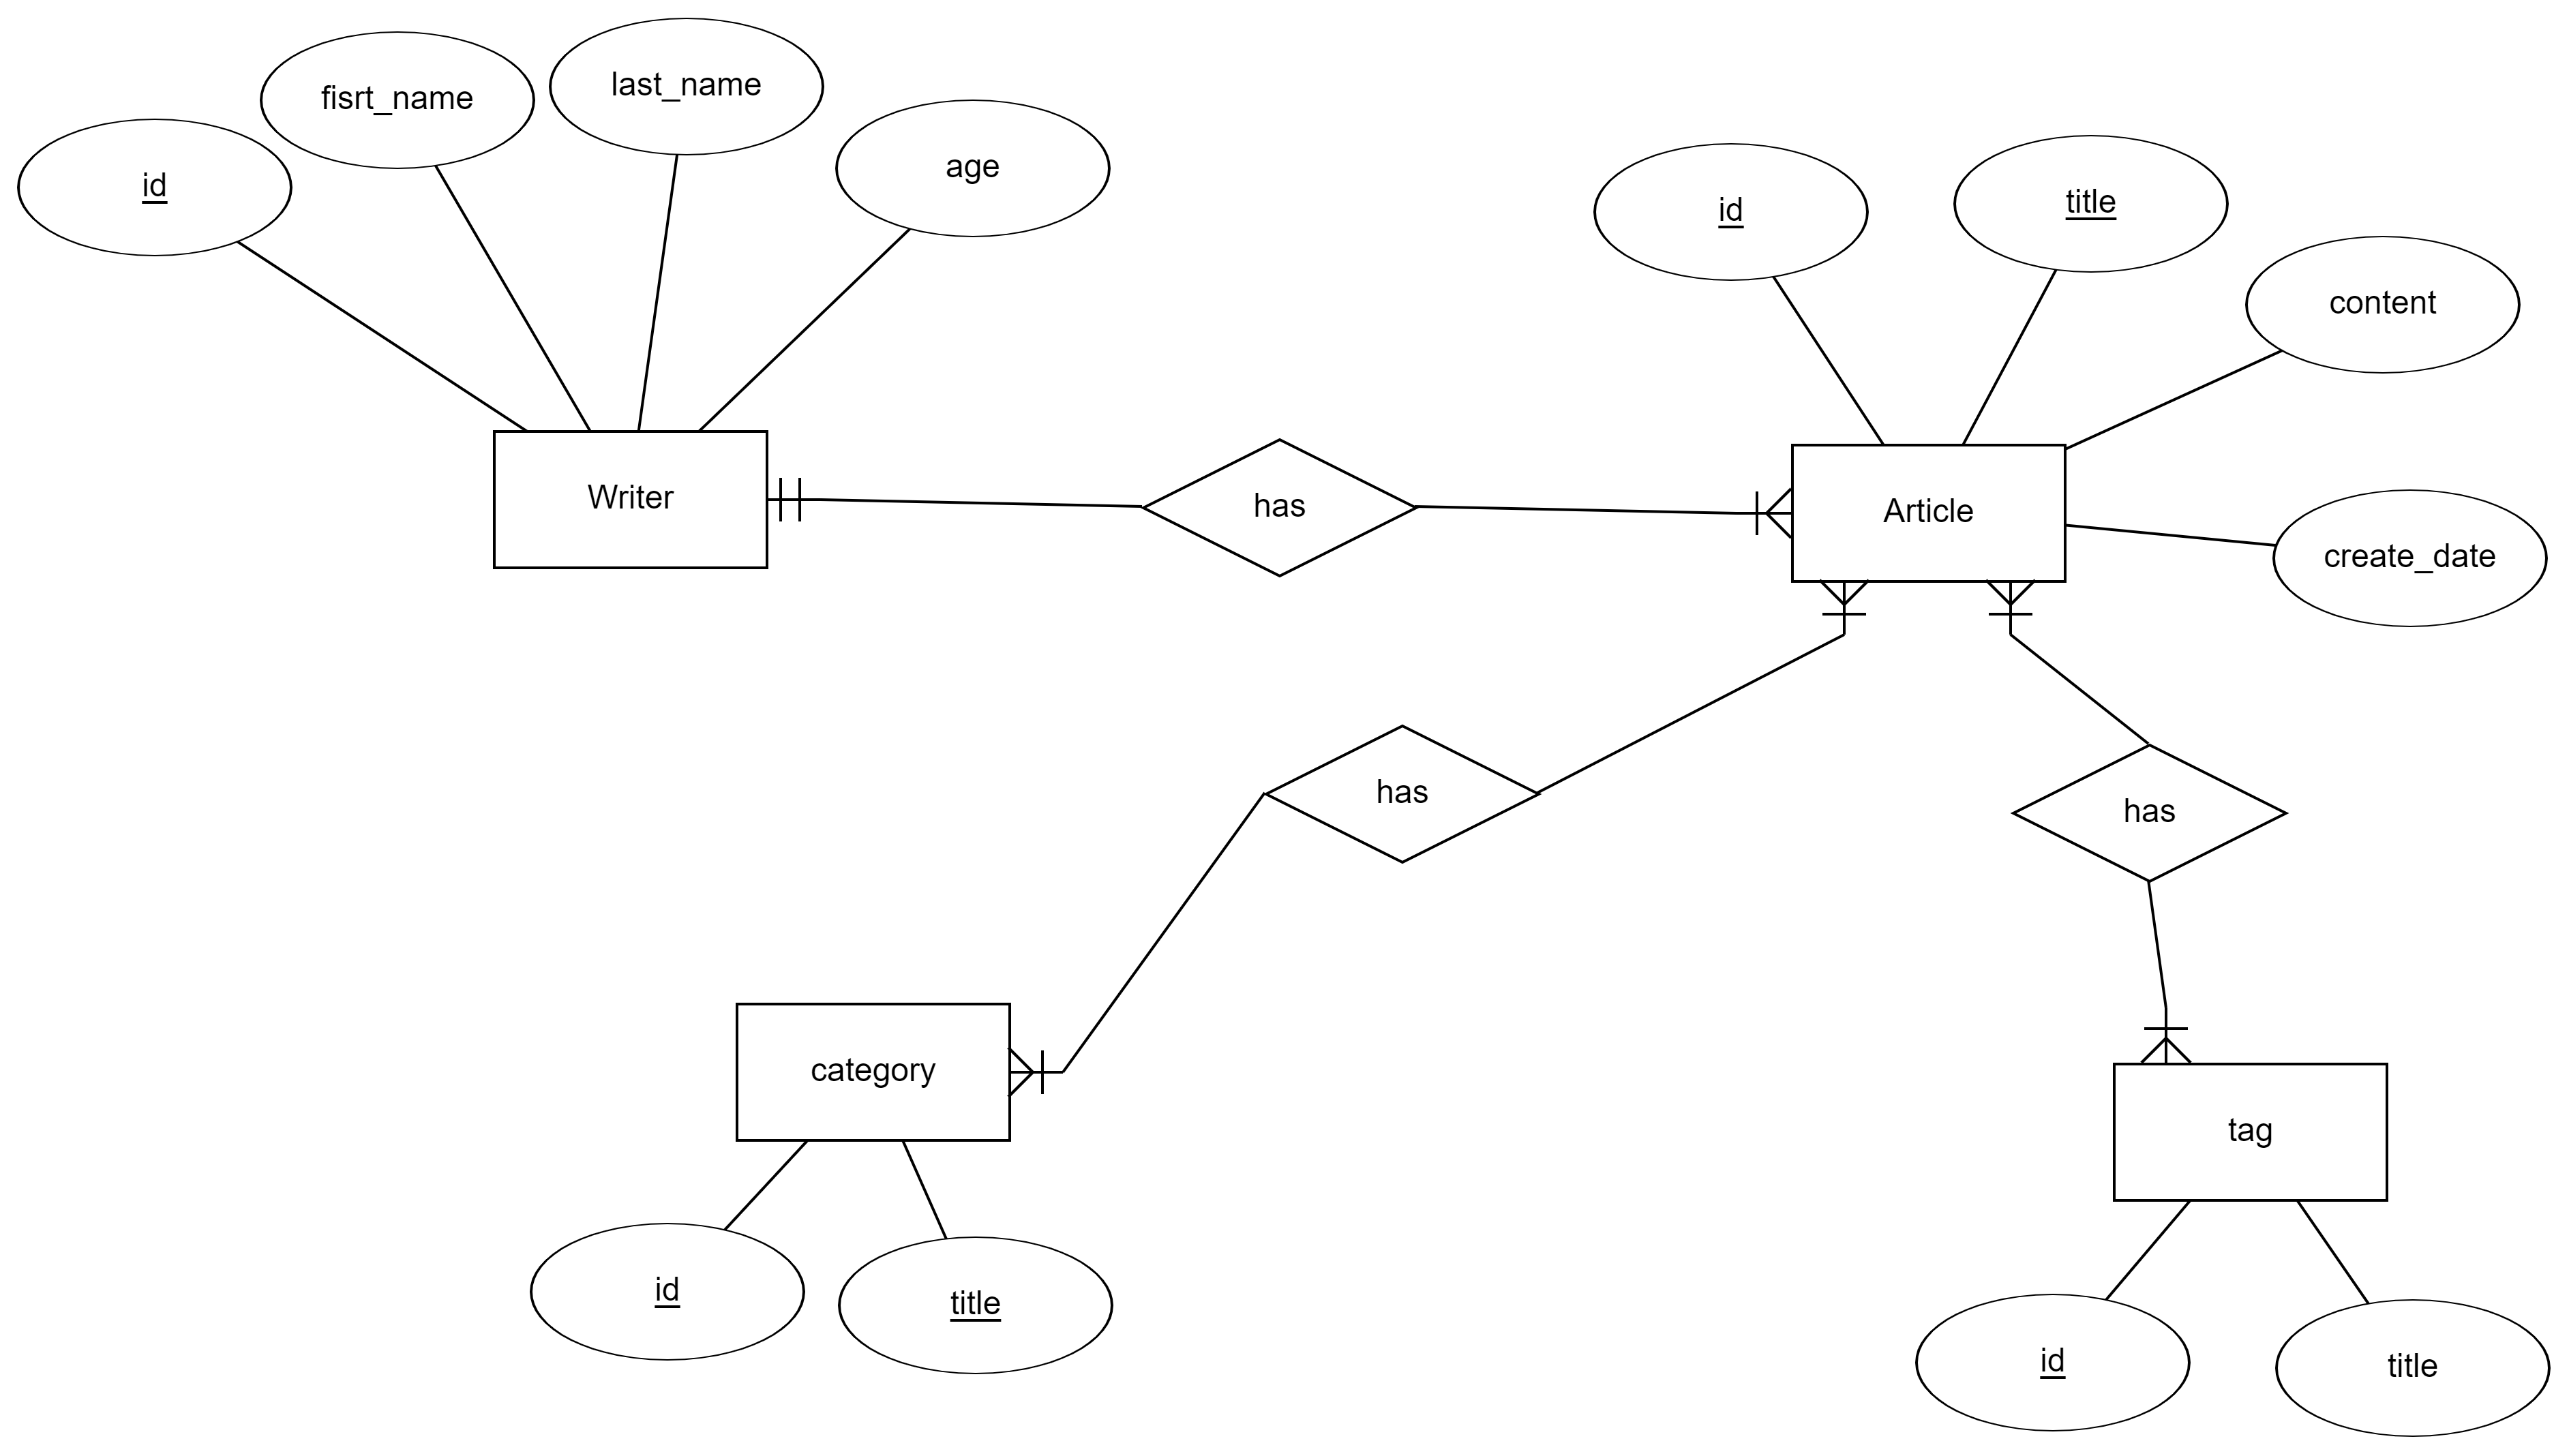 last_name
fisrt_name
age
id
title
id
content
Writer
has
Article
create_date
has
has
category
tag
id
title
id
title